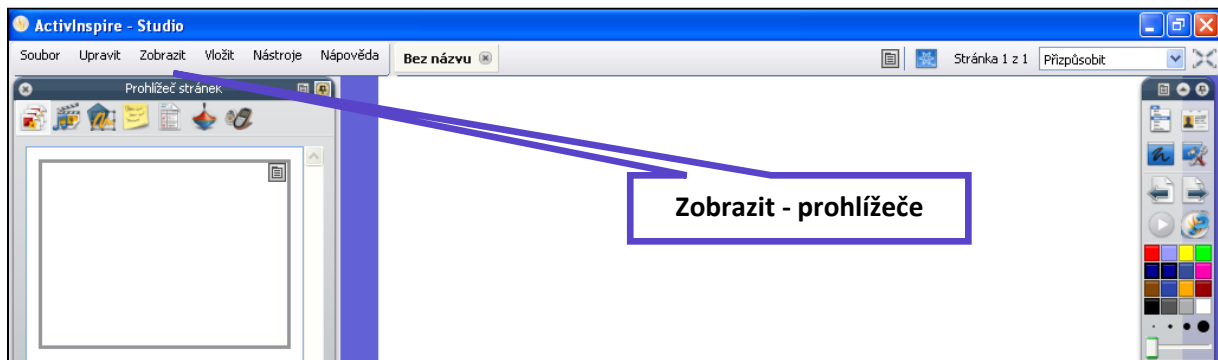 ActivInspire - Studio
Soubor Upravit Zobrazit Vložit Nástroje Nápověda Bez názvu Stránka 1 z 1 Přizpůsobit
Prohlížeč stránek
Zobrazit - prohlížeče